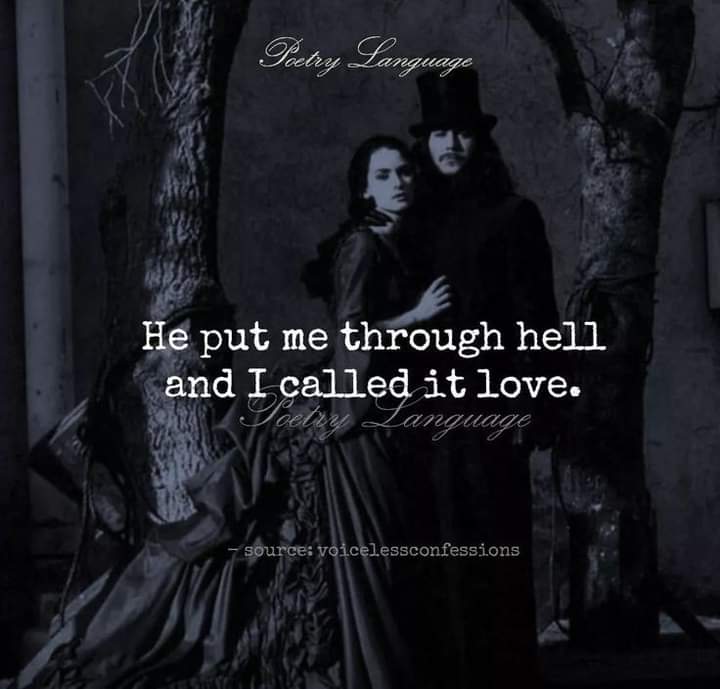 Poetry Language
He put me through hell
and I called it love.
Poetry Language
- source: voicelessconfessions